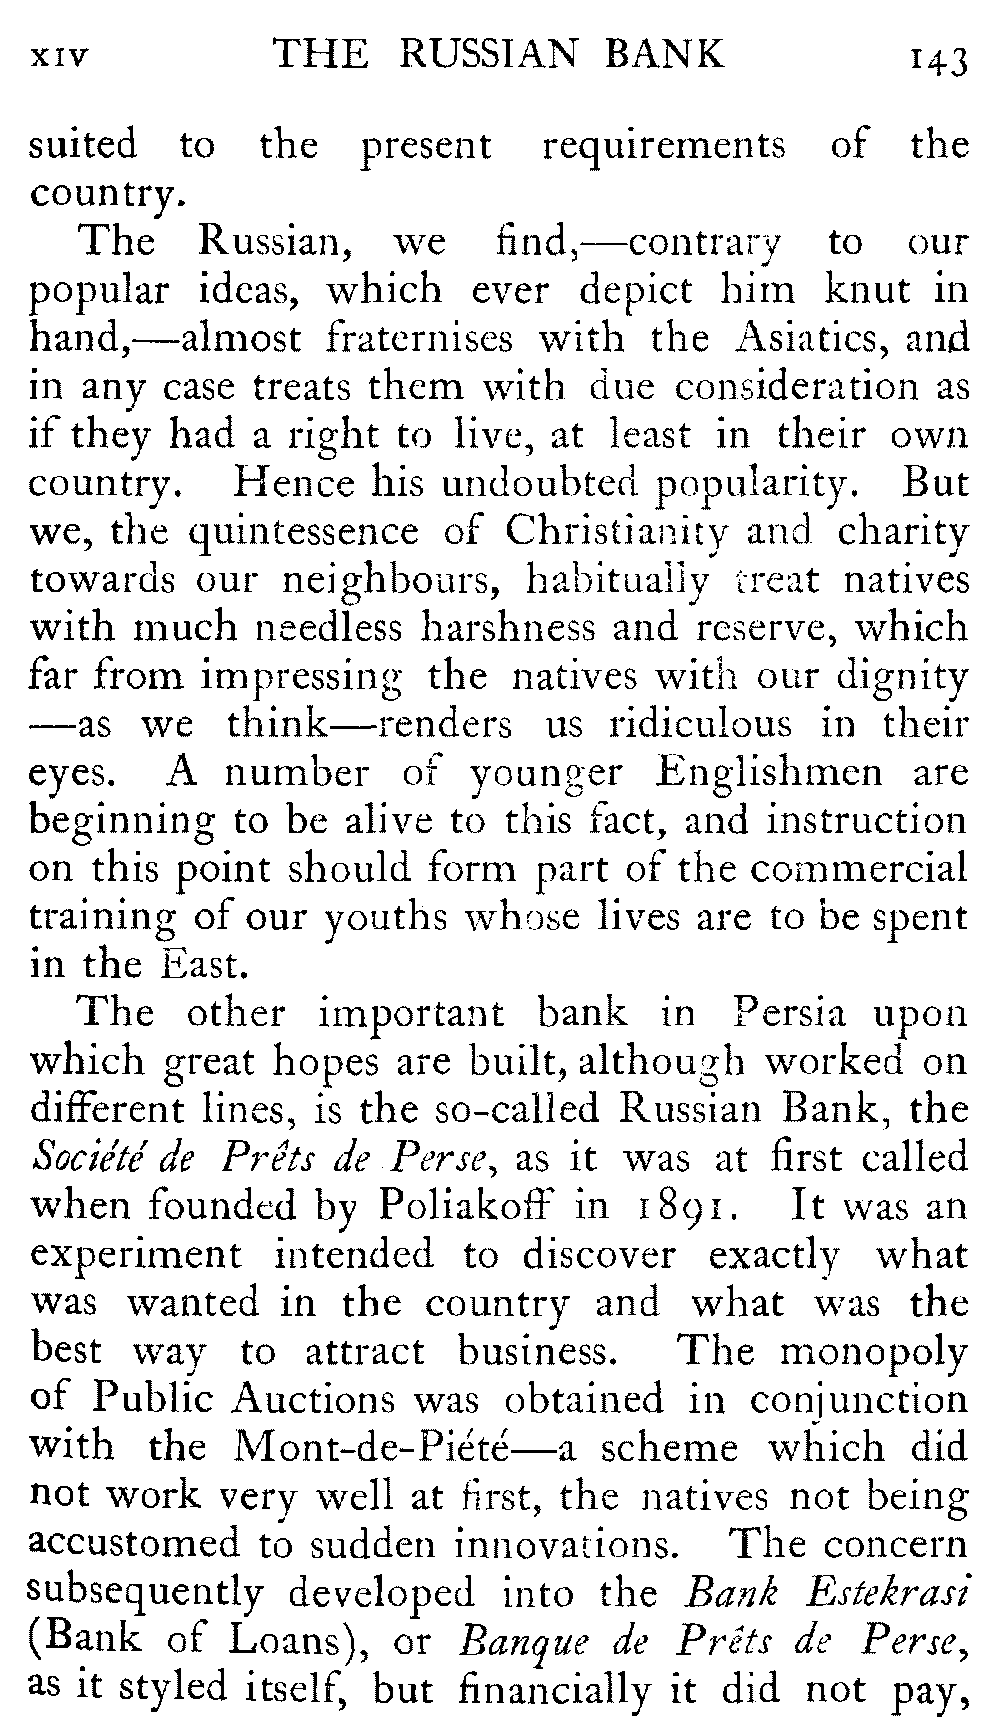 XIV THE RUSSIAN BANK 143
suited to the present requirements of the
country.
The Russian, we find,—contrary to our
popular ideas, which ever depict him knut in
hand,—almost fraternises with the Asiatics, and
in any case treats them with due consideration as
if they had a right to live, at least in their own
country. Hence his undoubted popularity. But
we, the quintessence of Christianity and charity
towards our neighbours, habitually treat natives
with much needless harshness and reserve, which
far from impressing the natives with our dignity
—as we think—renders us ridiculous in their
eyes. A number of younger Englishmen are
beginning to be alive to this fact, and instruction
on this point should form part of the commercial
training of our youths whose lives are to be spent
in the East.
The other important bank in Persia upon
which great hopes are built, although worked on
different lines, is the so-called Russian Bank, the
Société de Prêts de Perse, as it was at first called
when founded by Poliakoff in 1891. It was an
experiment intended to discover exactly what
was wanted in the country and what was the
best way to attract business. The monopoly
of Public Auctions was obtained in conjunction
with the Mont-de-Piété—a scheme which did
not work very well at first, the natives not being
accustomed to sudden innovations. The concern
subsequently developed into the Bank Estekrasi
(Bank of Loans), or Banque de Prêts de Perse,
as it styled itself, but financially it did not pay,